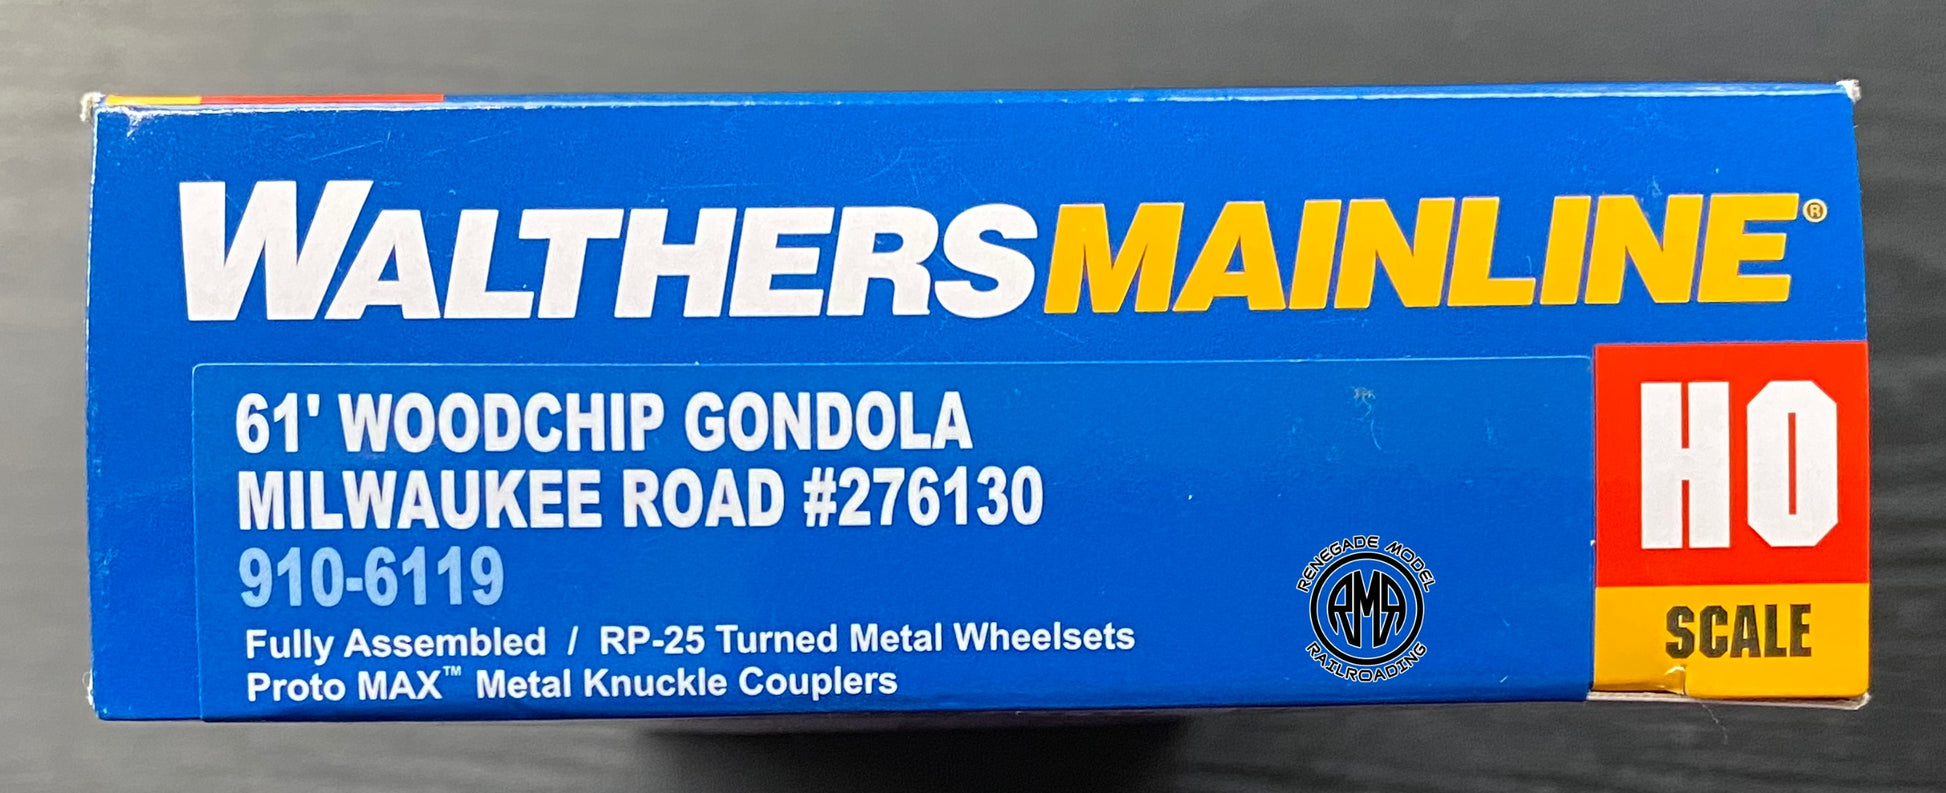 WALTHERSMAINLINE®
61' WOODCHIP GONDOLA
MILWAUKEE ROAD #276130
910-6119
Fully Assembled / RP-25 Turned Metal Wheelsets
Proto MAX™ Metal Knuckle Couplers
HO
SCALE
RENEGADE MODEL
RMR
RAILROADING